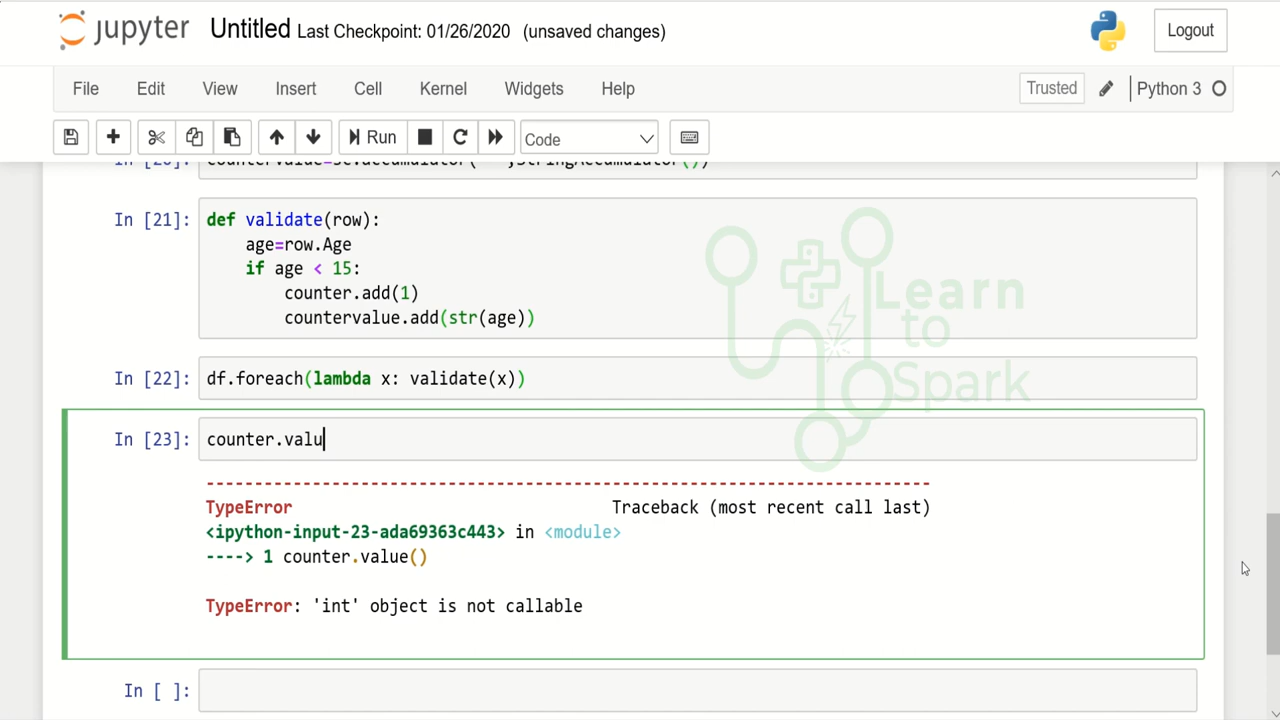 jupyter Untitled Last Checkpoint: 01/26/2020 (unsaved changes) Logout
File Edit View Insert Cell Kernel Widgets Help Trusted Python 3
Run Code
In [21]: def validate(row):
age=row.Age
if age < 15:
counter.add(1)
countervalue.add(str(age))
Learn
to
Spark
In [22]: df.foreach(lambda x: validate(x))
In [23]: counter.valu
---------------------------------------------------------------------------
TypeError Traceback (most recent call last)
<ipython-input-23-ada69363c443> in <module>
----> 1 counter.value()
TypeError: 'int' object is not callable
In [ ]: